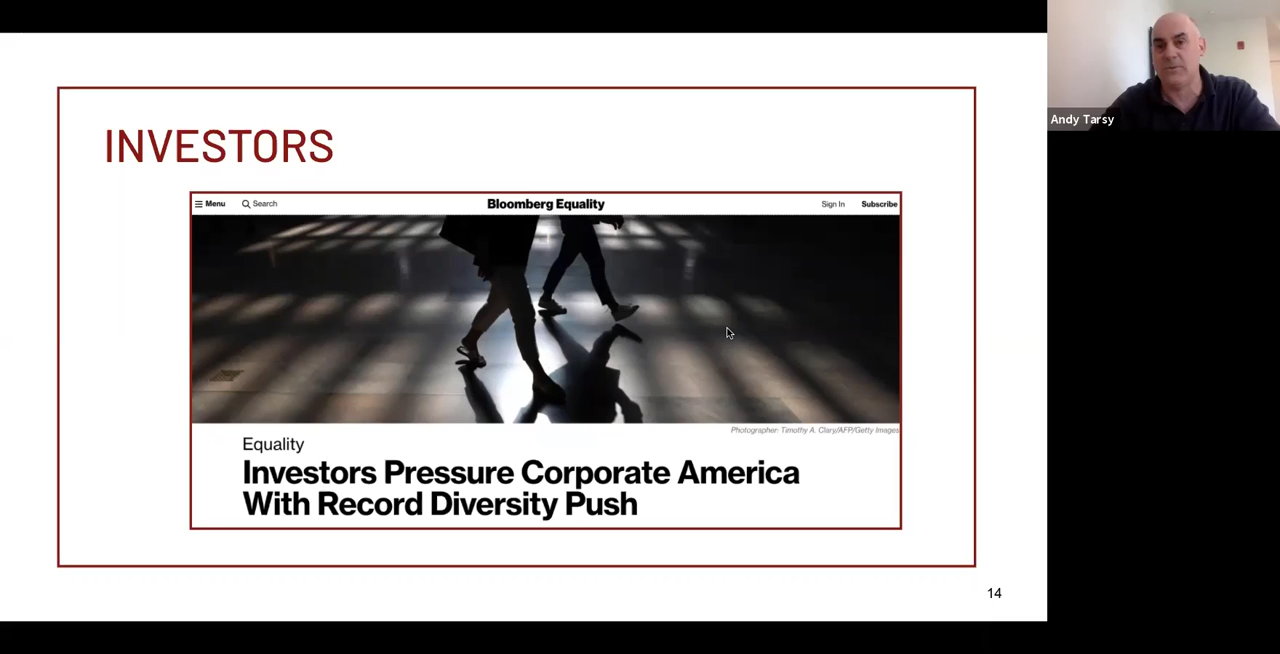 INVESTORS
Menu
Search
Bloomberg Equality
Sign In
Subscribe
Photographer: Timothy A. Clary/AFP/Getty Images
Equality
Investors Pressure Corporate America
With Record Diversity Push
14
Andy Tarsy